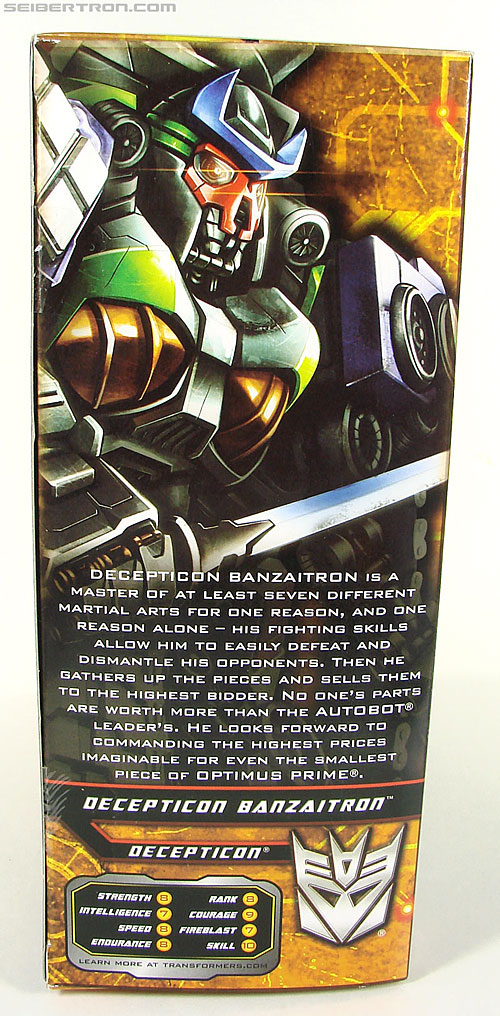 SEIBERTRON.COM
DECEPTICON BANZAITRON IS A
MASTER OF AT LEAST SEVEN DIFFERENT
MARTIAL ARTS FOR ONE REASON, AND ONE
REASON ALONE – HIS FIGHTING SKILLS
ALLOW HIM TO EASILY DEFEAT AND
DISMANTLE HIS OPPONENTS. THEN HE
GATHERS UP THE PIECES AND SELLS THEM
TO THE HIGHEST BIDDER. NO ONE'S PARTS
ARE WORTH MORE THAN THE AUTOBOT®
LEADER'S. HE LOOKS FORWARD TO
COMMANDING THE HIGHEST PRICES
IMAGINABLE FOR EVEN THE SMALLEST
PIECE OF OPTIMUS PRIME®.
DECEPTICON BANZAITRON™
DECEPTICON®
STRENGTH 8 RANK 8
INTELLIGENCE 7 COURAGE 9
SPEED 8 FIREBLAST 7
ENDURANCE 8 SKILL 10
LEARN MORE AT TRANSFORMERS.COM
®